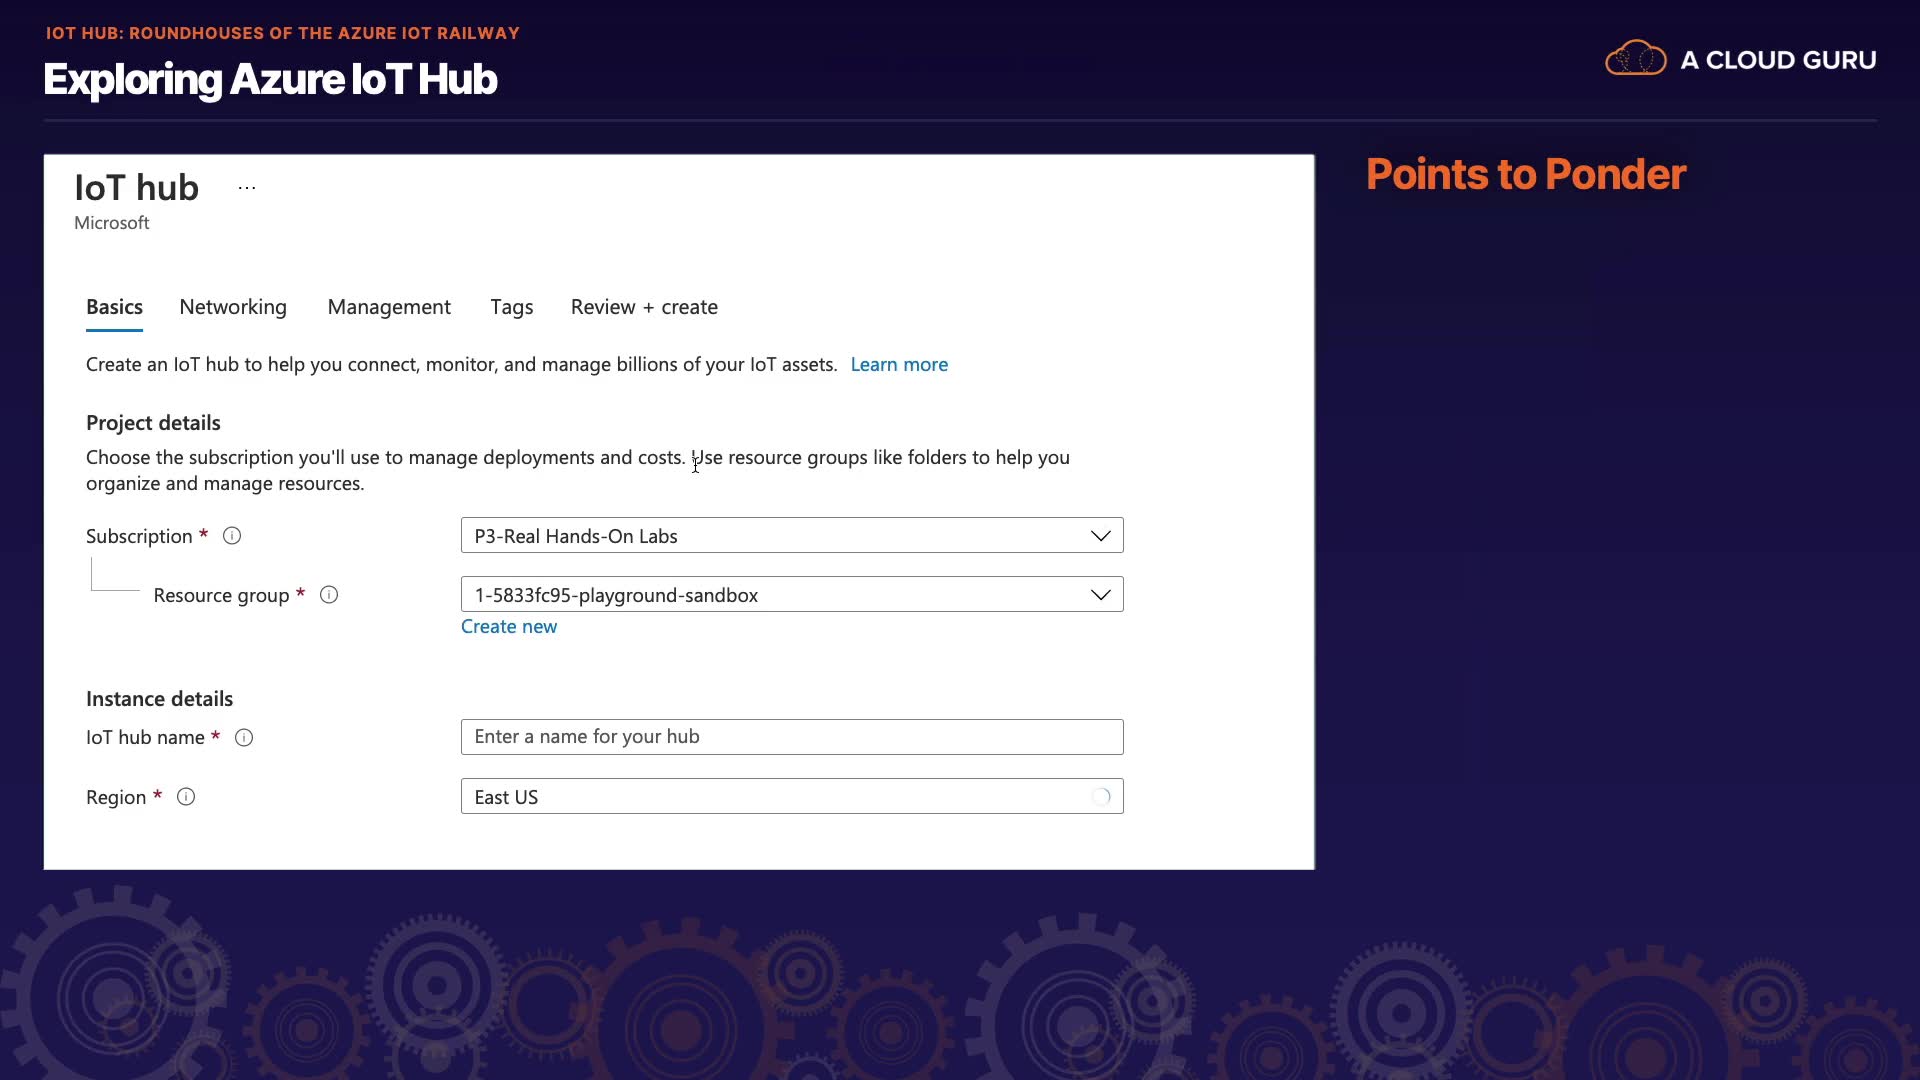 IOT HUB: ROUNDHOUSES OF THE AZURE IOT RAILWAY
Exploring Azure IoT Hub
A CLOUD GURU
IoT hub ...
Microsoft
Points to Ponder
Basics Networking Management Tags Review + create
Create an IoT hub to help you connect, monitor, and manage billions of your IoT assets. Learn more
Project details
Choose the subscription you'll use to manage deployments and costs. Use resource groups like folders to help you
organize and manage resources.
Subscription * P3-Real Hands-On Labs
Resource group * 1-5833fc95-playground-sandbox
Create new
Instance details
IoT hub name * Enter a name for your hub
Region * East US